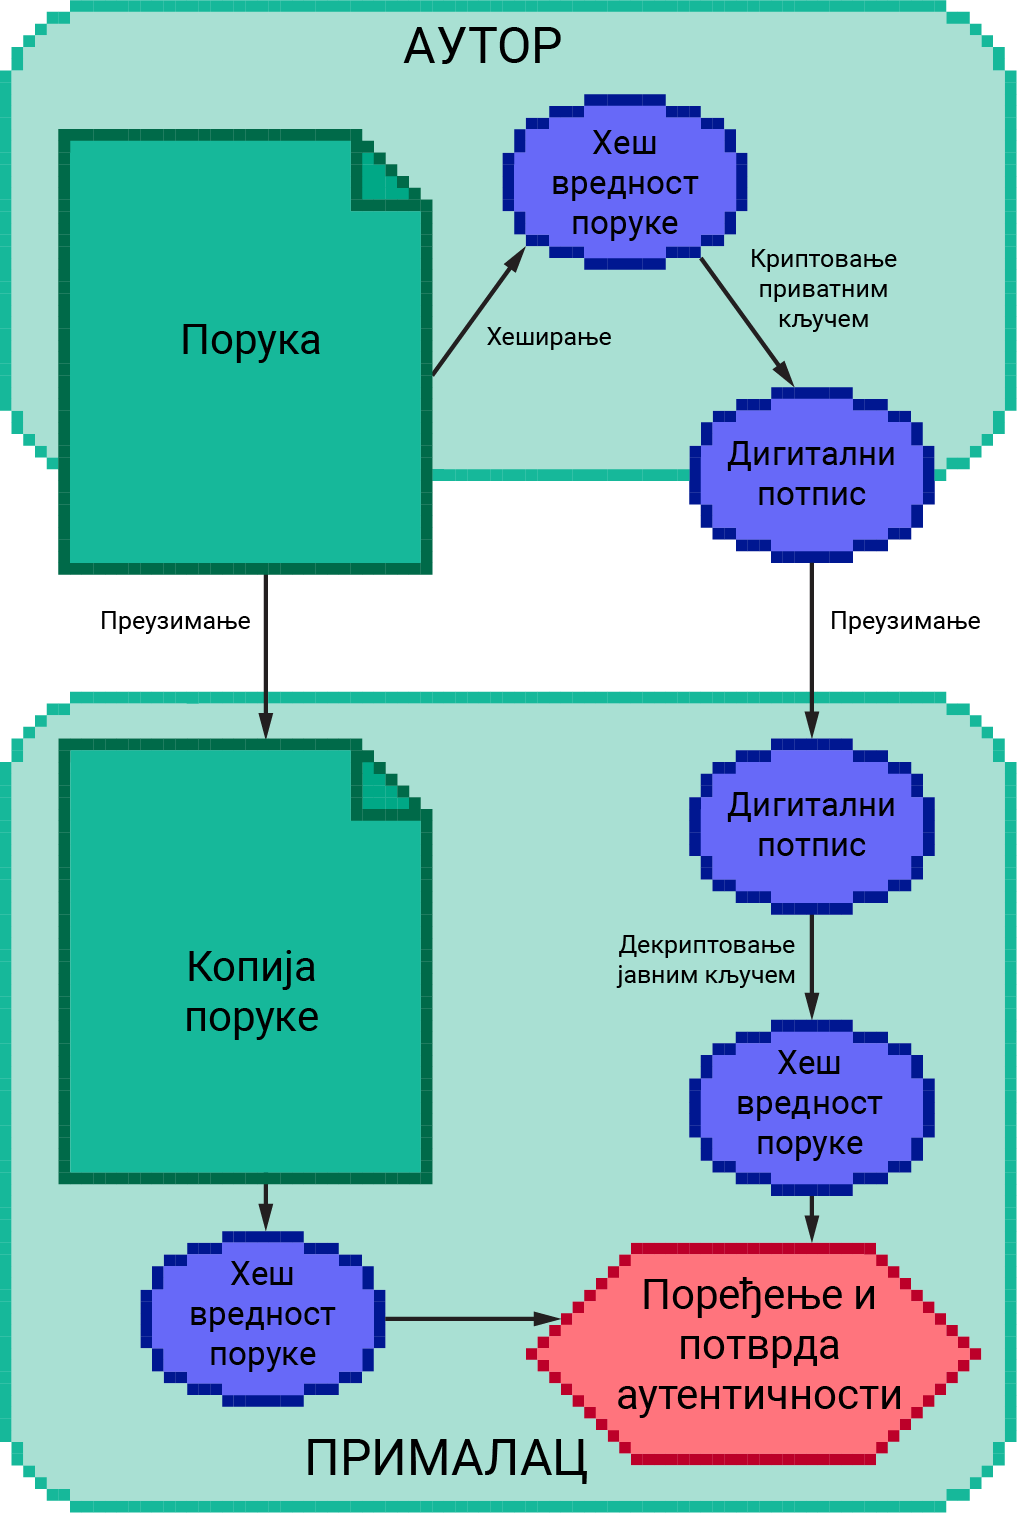 АУТОР
Хеш
вредност
поруке
Порука
Хеширање
Криптовање
приватним
кључем
Дигитални
потпис
Преузимање
Преузимање
Копија
поруке
Дигитални
потпис
Декриптовање
јавним кључем
Хеш
вредност
поруке
Хеш
вредност
поруке
Поређење и
потврда
аутентичности
ПРИМАЛАЦ